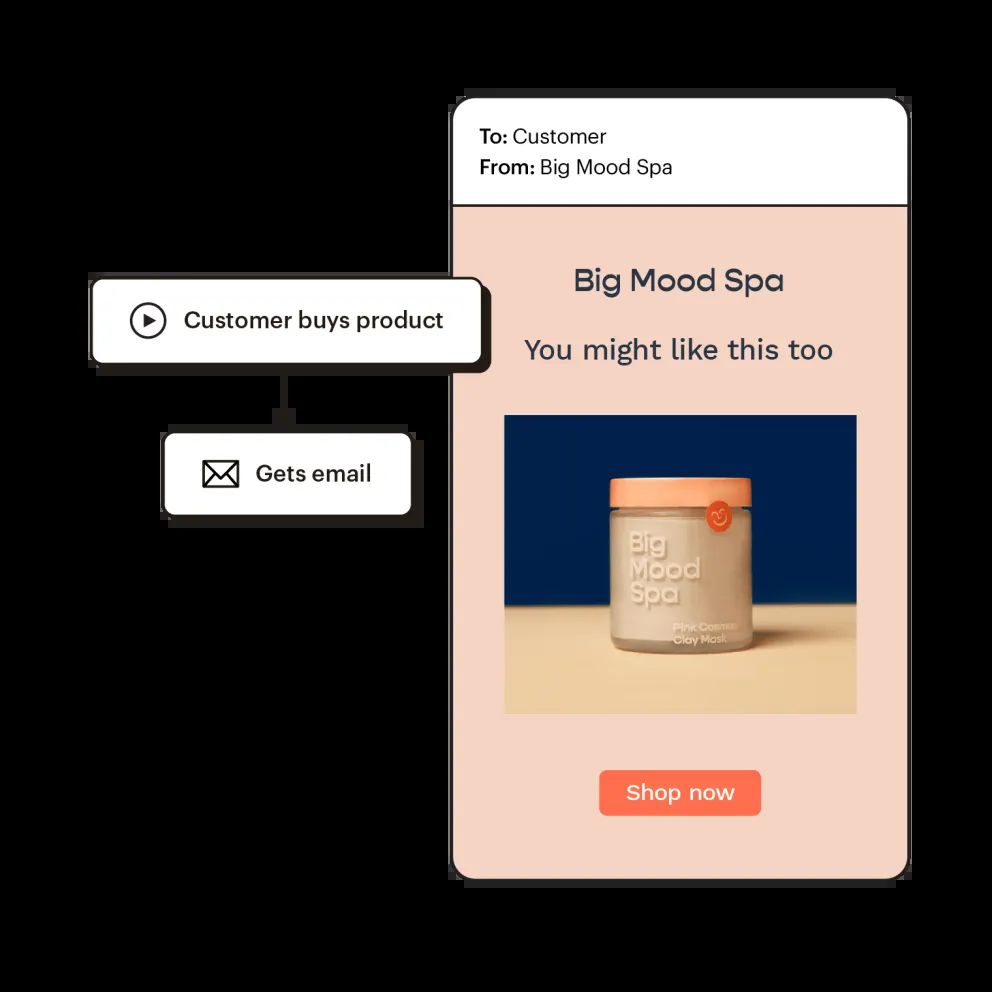 To: Customer
From: Big Mood Spa
Customer buys product
Gets email
Big Mood Spa
You might like this too
Big
Mood
Spa
Pink Cosmos
Clay Mask
Shop now